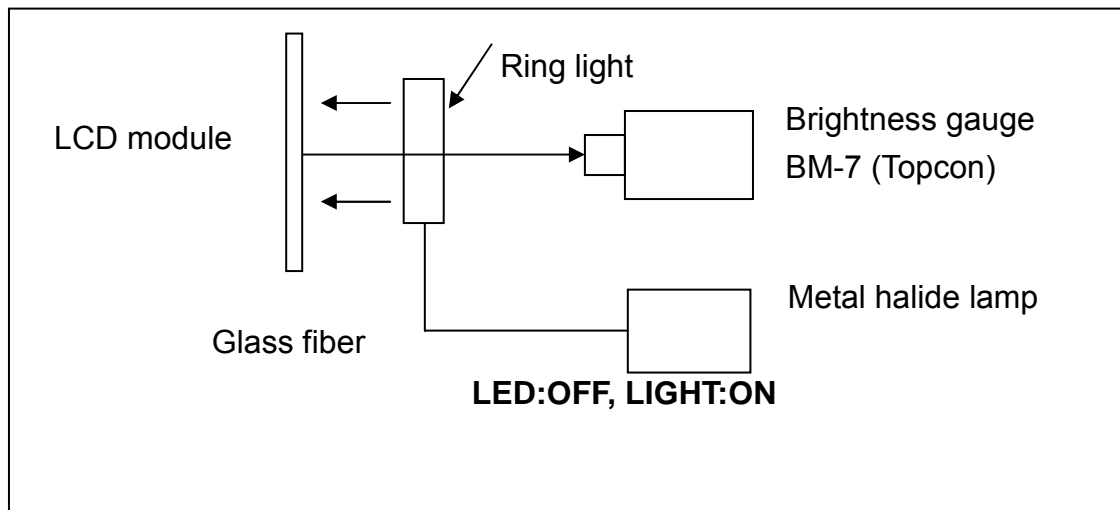 Ring light
LCD module
Brightness gauge
BM-7 (Topcon)
Metal halide lamp
Glass fiber
LED:OFF, LIGHT:ON